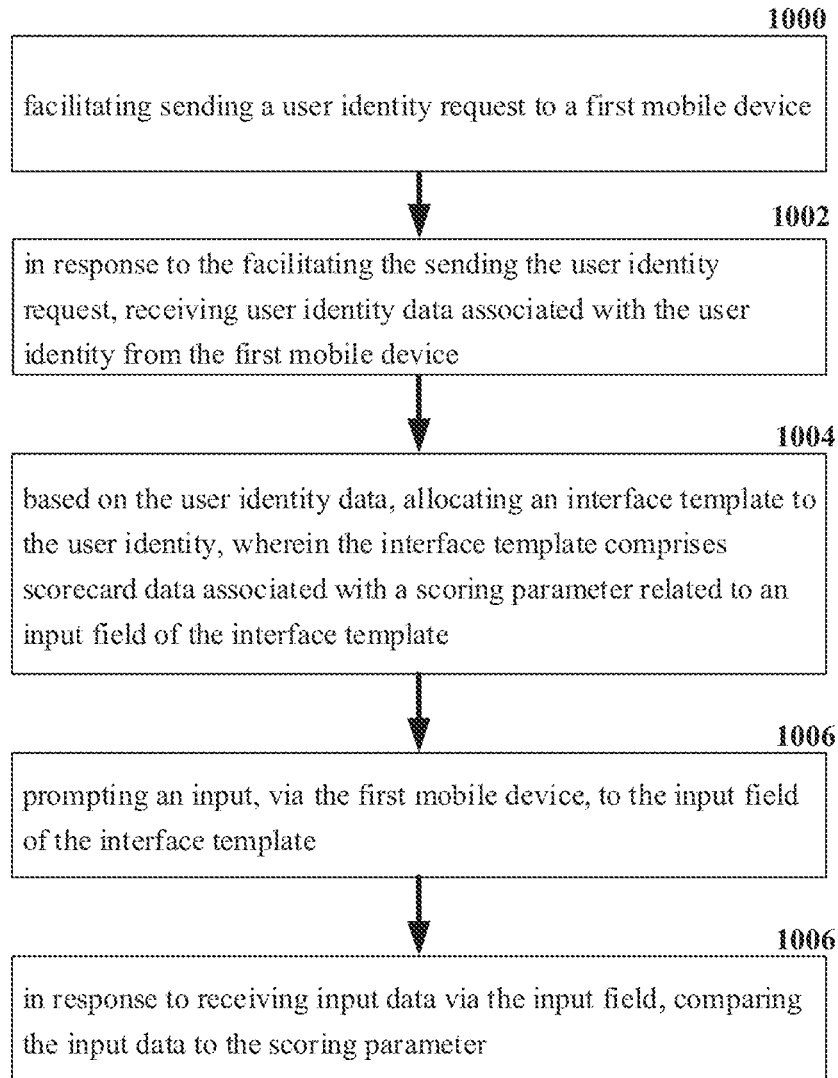 1000
facilitating sending a user identity request to a first mobile device
1002
in response to the facilitating the sending the user identity
request, receiving user identity data associated with the user
identity from the first mobile device
1004
based on the user identity data, allocating an interface template to
the user identity, wherein the interface template comprises
scorecard data associated with a scoring parameter related to an
input field of the interface template
1006
prompting an input, via the first mobile device, to the input field
of the interface template
1006
in response to receiving input data via the input field, comparing
the input data to the scoring parameter